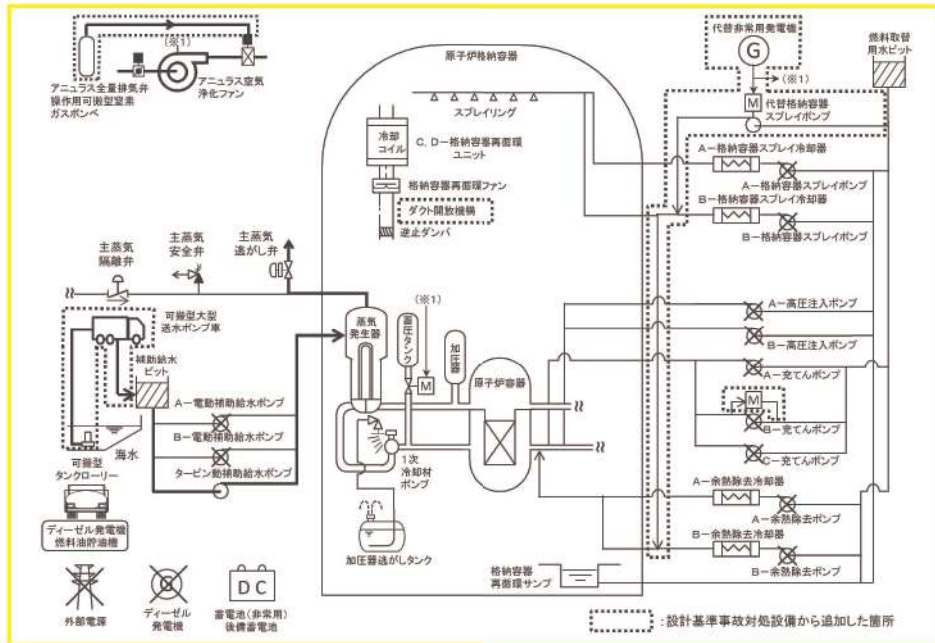 (※1)
アニュラス全量排気弁
操作用可搬型窒素
ガスボンベ
アニュラス空気
浄化ファン
原子炉格納容器
スプレイリング
冷却
コイル
C,D-格納容器再循環
ユニット
格納容器再循環ファン
ダクト開放機構
逆止ダンパ
代替非常用発電機
G
(※1)
M
代替格納容器
スプレイポンプ
燃料取替
用水ピット
A-格納容器スプレイ冷却器
A-格納容器スプレイポンプ
B-格納容器スプレイ冷却器
B-格納容器スプレイポンプ
主蒸気
隔離弁
主蒸気
安全弁
主蒸気
逃がし弁
可搬型大型
送水ポンプ車
補助給水
ピット
A-電動補助給水ポンプ
B-電動補助給水ポンプ
タービン動補助給水ポンプ
海水
可搬型
タンクローリー
ディーゼル発電機
燃料油貯油槽
蒸気
発生器
(※1)
蓄圧タンク
M
加圧器
原子炉容器
1次
冷却材
ポンプ
加圧器逃がしタンク
A-高圧注入ポンプ
B-高圧注入ポンプ
A-充てんポンプ
M
B-充てんポンプ
C-充てんポンプ
A-余熱除去冷却器
A-余熱除去ポンプ
B-余熱除去冷却器
B-余熱除去ポンプ
格納容器
再循環サンプ
外部電源
ディーゼル
発電機
DC
蓄電池(非常用)
後備蓄電池
:設計基準事故対処設備から追加した箇所